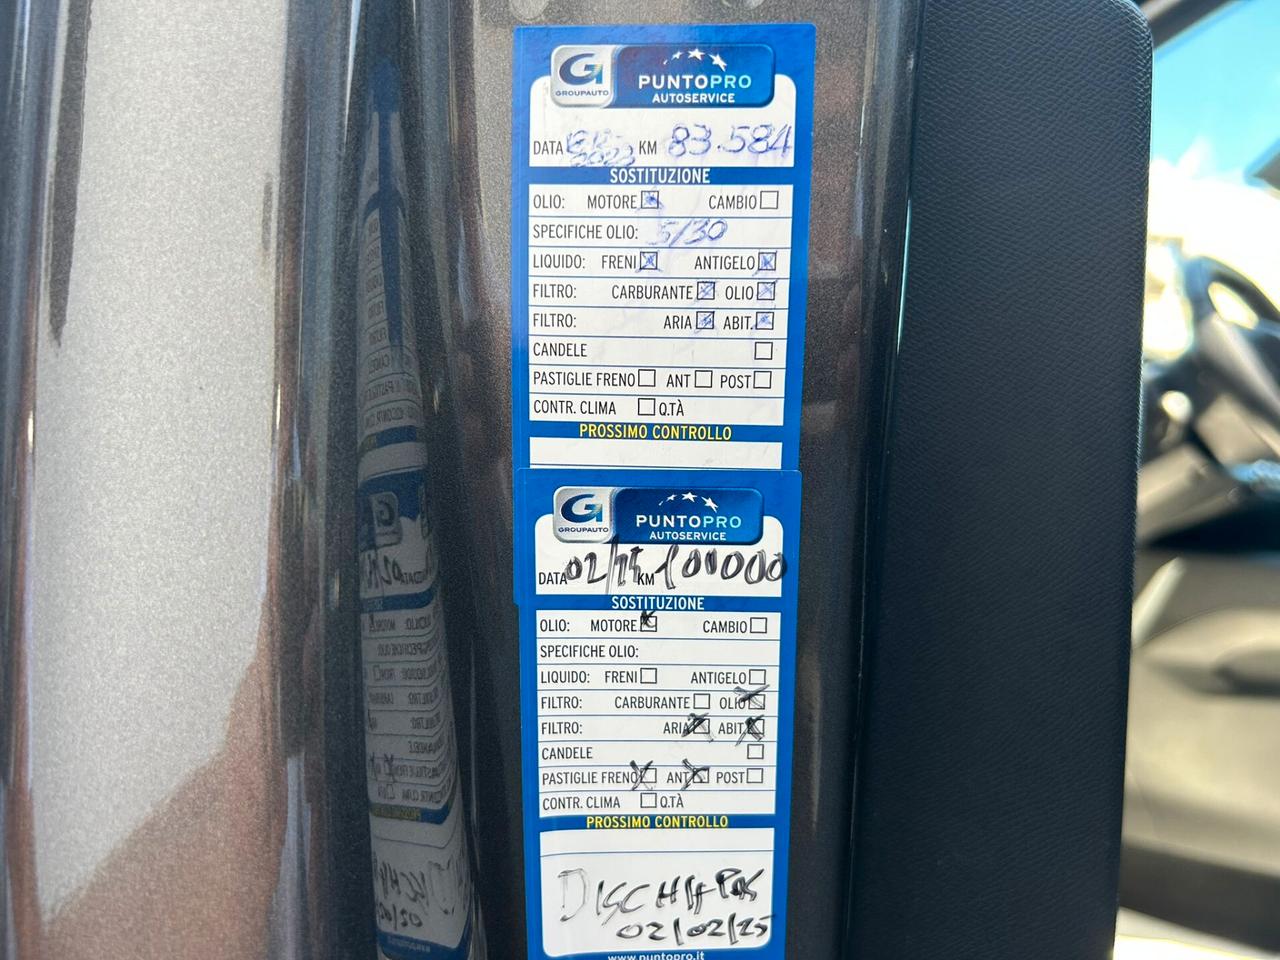 G
GROUPAUTO
PUNTOPRO
AUTOSERVICE
DATA 2023 KM 83.584
SOSTITUZIONE
OLIO: MOTORE CAMBIO
SPECIFICHE OLIO: 5/30
LIQUIDO: FRENI ANTIGELO
FILTRO: CARBURANTE OLIO
FILTRO: ARIA ABIT.
CANDELE
PASTIGLIE FRENO ANT POST
CONTR. CLIMA Q.TÀ
PROSSIMO CONTROLLO
G
GROUPAUTO
PUNTOPRO
AUTOSERVICE
DATA 02/25 KM 100000
SOSTITUZIONE
OLIO: MOTORE CAMBIO
SPECIFICHE OLIO:
LIQUIDO: FRENI ANTIGELO
FILTRO: CARBURANTE OLIO
FILTRO: ARIA ABIT.
CANDELE
PASTIGLIE FRENO ANT POST
CONTR. CLIMA Q.TÀ
PROSSIMO CONTROLLO
DISCHI
02/02/25
www.puntopro.it